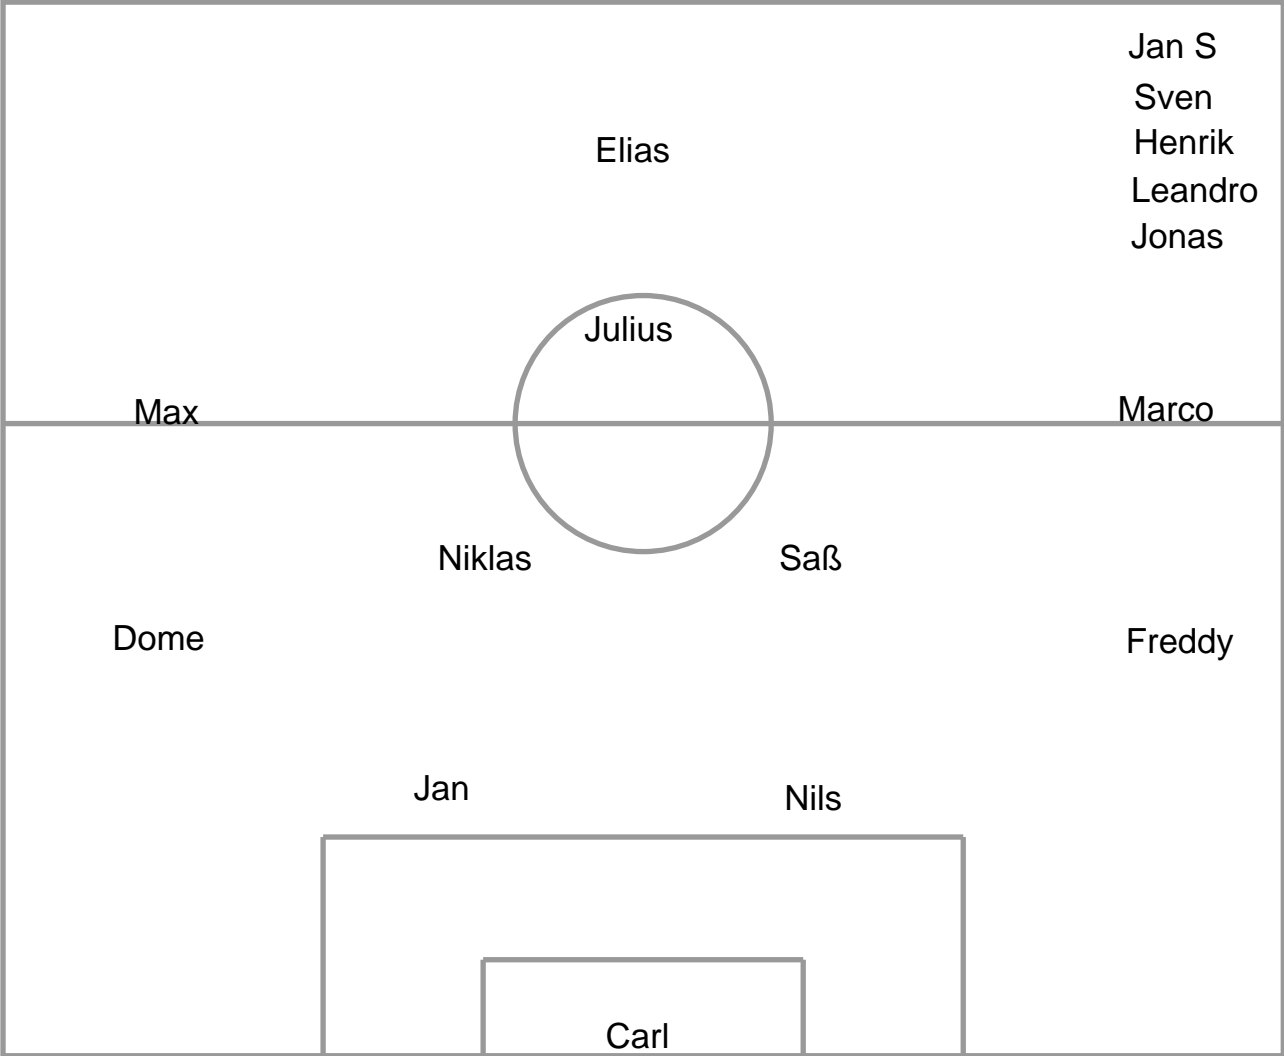 Jan S
Sven
Henrik
Elias
Leandro
Jonas
Julius
Max
Marco
Niklas
Saß
Dome
Freddy
Jan
Nils
Carl